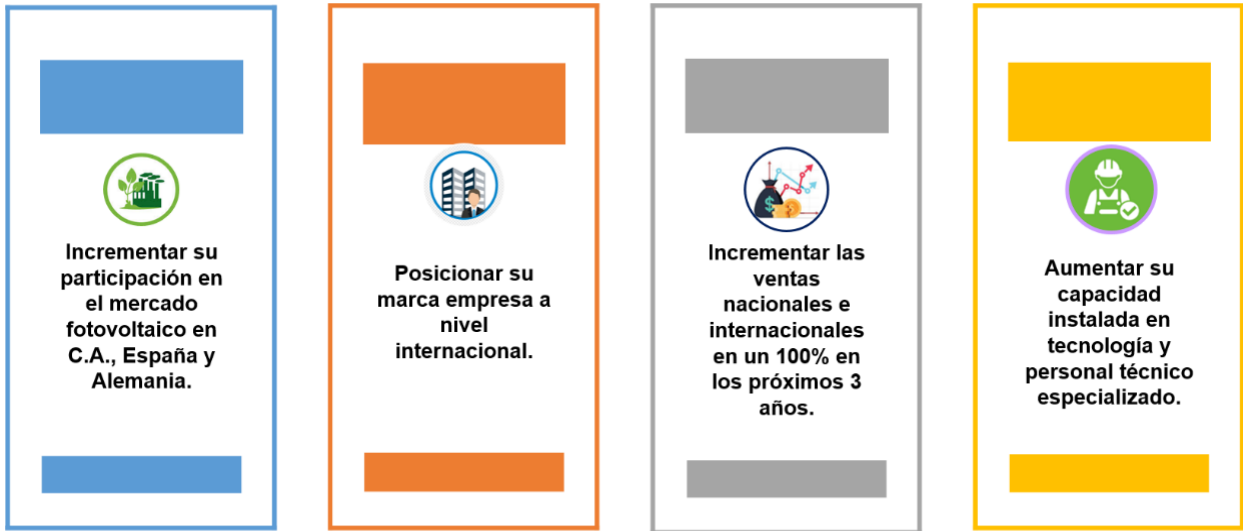 Incrementar su
participación en
el mercado
fotovoltaico en
C.A., España y
Alemania.
Posicionar su
marca empresa a
nivel
internacional.
Incrementar las
ventas
nacionales e
internacionales
en un 100% en
los próximos 3
años.
Aumentar su
capacidad
instalada en
tecnología y
personal técnico
especializado.